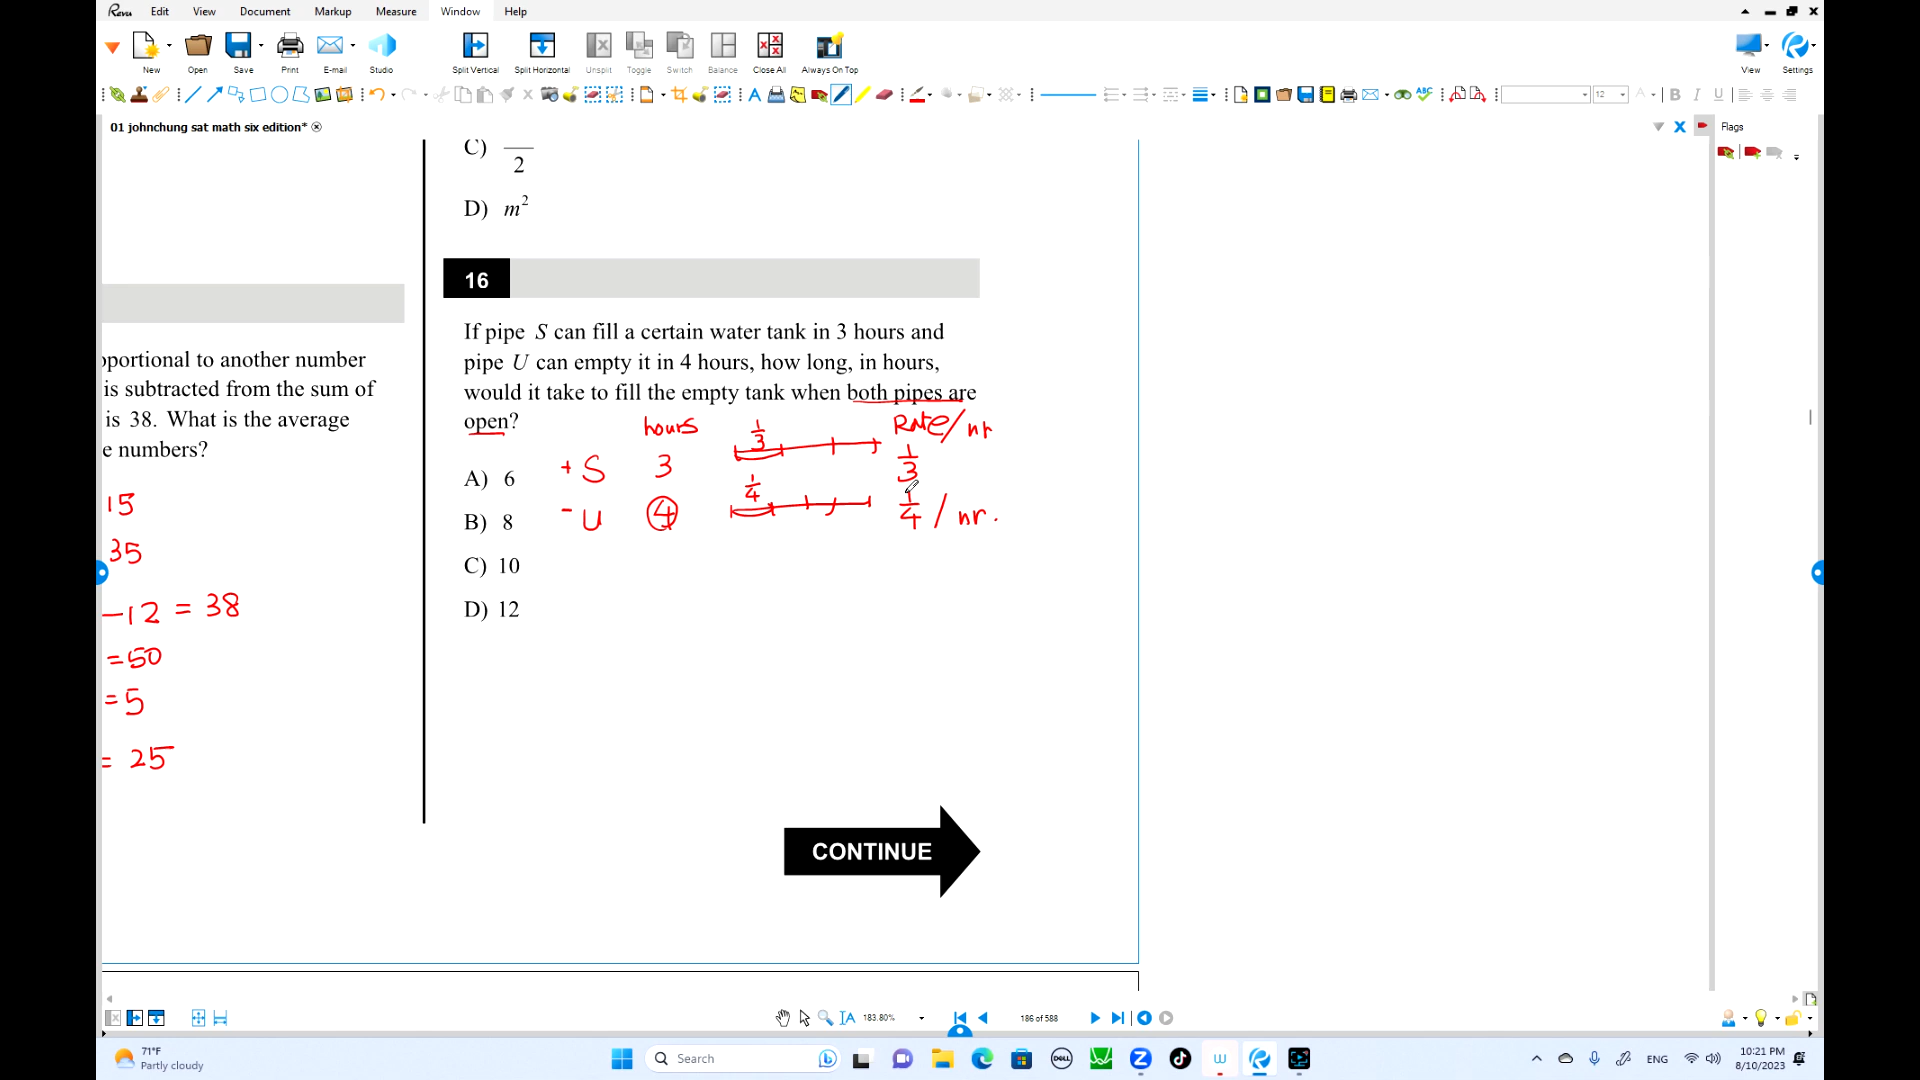 Revu Edit View Document Markup Measure Window Help
New Open Save Print E-mail Studio Split Vertical Split Horizontal Unsplit Toggle Switch Balance Close All Always On Top View Settings
12 B I U
01 johnchung sat math six edition* Flags
C) 2
D) m²
16
If pipe S can fill a certain water tank in 3 hours and
pipe U can empty it in 4 hours, how long, in hours,
would it take to fill the empty tank when both pipes are
open?
hours 1/3 Rate/hr
+ S 3 1/3
- U 4 1/4 1/4 / hr.
A) 6
B) 8
C) 10
D) 12
oportional to another number
is subtracted from the sum of
is 38. What is the average
e numbers?
15
35
-12 = 38
=50
=5
= 25
CONTINUE
183.80% 186 of 588
71°F
Partly cloudy
Search
DELL
ENG
10:21 PM
8/10/2023